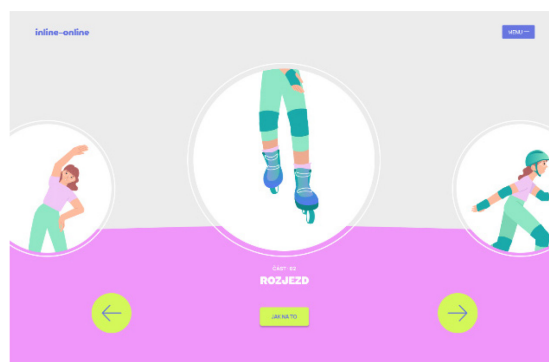 inline-online
MENU
ČÁST 02
ROZJEZD
JAK NA TO